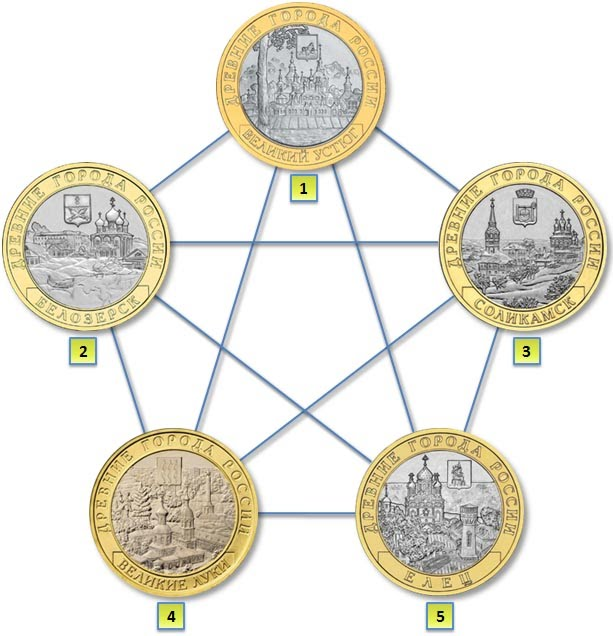 ДРЕВНИЕ ГОРОДА РОССИИ
ВЕЛИКИЙ УСТЮГ
1
ДРЕВНИЕ ГОРОДА РОССИИ
БЕЛОЗЕРСК
2
ДРЕВНИЕ ГОРОДА РОССИИ
СОЛИКАМСК
3
ДРЕВНИЕ ГОРОДА РОССИИ
ВЕЛИКИЕ ЛУКИ
4
ДРЕВНИЕ ГОРОДА РОССИИ
ЕЛЕЦ
5